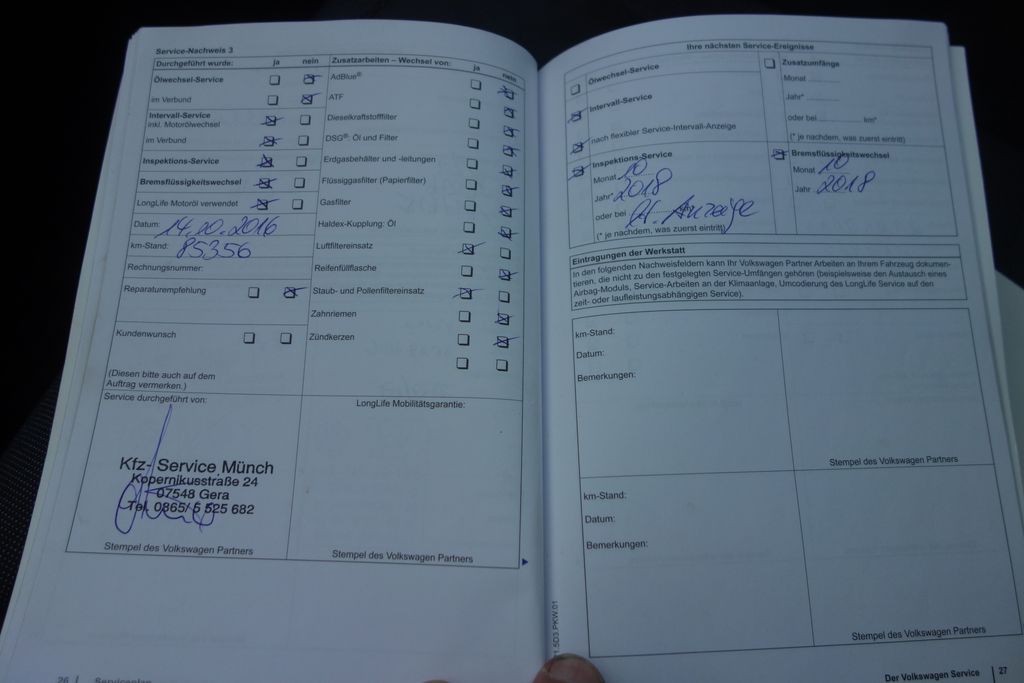 Service-Nachweis 3
Durchgeführt wurde: ja nein
Ölwechsel-Service
im Verbund
Intervall-Service
inkl. Motorölwechsel
im Verbund
Inspektions-Service
Bremsflüssigkeitswechsel
LongLife Motoröl verwendet
Datum: 14.10.2016
km-Stand: 85356
Rechnungsnummer:
Reparaturempfehlung
Kundenwunsch
(Diesen bitte auch auf dem
Auftrag vermerken.)
Zusatzarbeiten – Wechsel von: ja nein
AdBlue®
ATF
Dieselkraftstofffilter
DSG®: Öl und Filter
Erdgasbehälter und -leitungen
Flüssiggasfilter (Papierfilter)
Gasfilter
Haldex-Kupplung: Öl
Luftfiltereinsatz
Reifenfüllflasche
Staub- und Pollenfiltereinsatz
Zahnriemen
Zündkerzen
Service durchgeführt von:
Kfz- Service Münch
Kopernikusstraße 24
07548 Gera
Tel. 0365/ 5 525 682
Stempel des Volkswagen Partners
LongLife Mobilitätsgarantie:
Stempel des Volkswagen Partners
26 | Serviceplan
Ihre nächsten Service-Ereignisse
Ölwechsel-Service
Intervall-Service
nach flexibler Service-Intervall-Anzeige
Inspektions-Service
Monat 10
Jahr* 2018
oder bei lt. Anzeige
(* je nachdem, was zuerst eintritt)
Zusatzumfänge
Monat
Jahr*
oder bei km*
(* je nachdem, was zuerst eintritt)
Bremsflüssigkeitswechsel
Monat 10
Jahr 2018
Eintragungen der Werkstatt
In den folgenden Nachweisfeldern kann Ihr Volkswagen Partner Arbeiten an Ihrem Fahrzeug dokumen-
tieren, die nicht zu den festgelegten Service-Umfängen gehören (beispielsweise den Austausch eines
Airbag-Moduls, Service-Arbeiten an der Klimaanlage, Umcodierung des LongLife Service auf den
zeit- oder laufleistungsabhängigen Service).
km-Stand:
Datum:
Bemerkungen:
Stempel des Volkswagen Partners
km-Stand:
Datum:
Bemerkungen:
Stempel des Volkswagen Partners
Der Volkswagen Service | 27